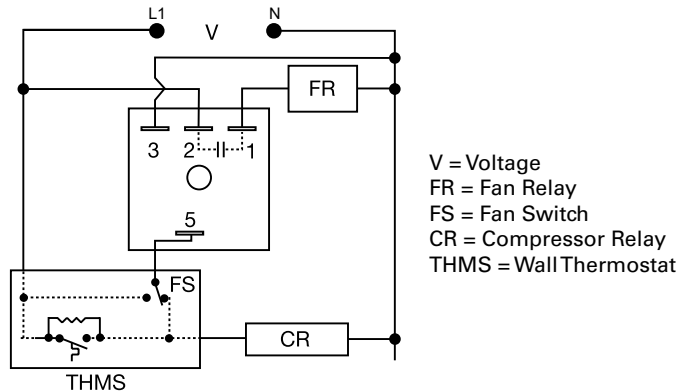 L1
V
N
FR
3
2
1
5
FS
CR
THMS
V = Voltage
FR = Fan Relay
FS = Fan Switch
CR = Compressor Relay
THMS = Wall Thermostat